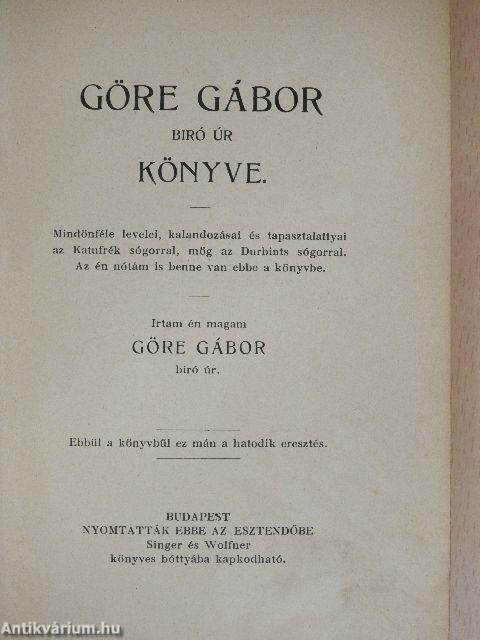 GÖRE GÁBOR
BIRÓ ÚR
KÖNYVE.
Mindönféle levelei, kalandozásai és tapasztalattyai
az Katufrék sógorral, mög az Durbints sógorral.
Az én nótám is benne van ebbe a könyvbe.
Irtam én magam
GÖRE GÁBOR
biró úr.
Ebbül a könyvbül ez mán a hatodik eresztés.
BUDAPEST
NYOMTATTÁK EBBE AZ ESZTENDŐBE
Singer és Wolfner
könyves bóttyába kapkodható.
Antikvárium.hu